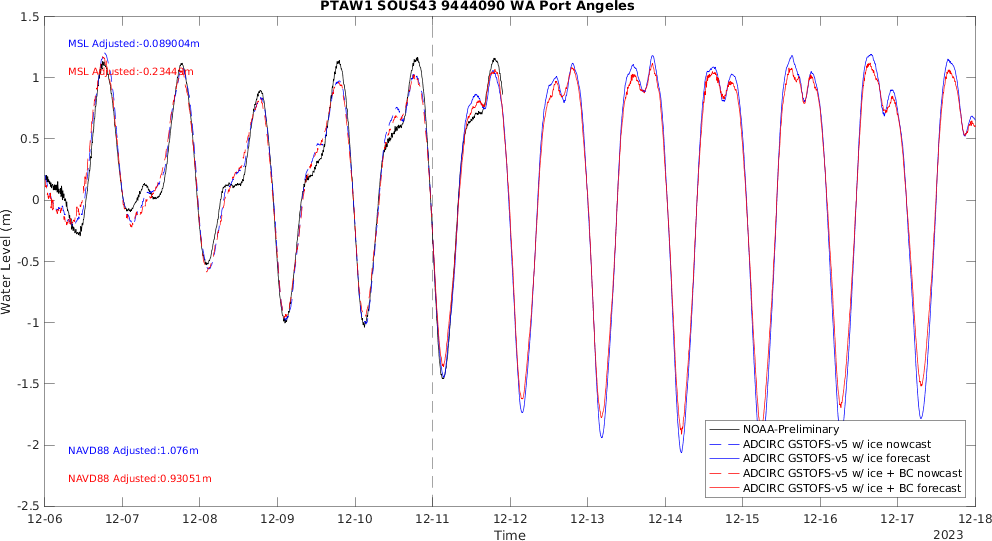 PTAW1 SOUS43 9444090 WA Port Angeles
1.5
1
0.5
0
-0.5
-1
-1.5
-2
-2.5
Water Level (m)
MSL Adjusted:-0.089004m
MSL Adjusted:-0.2344
NAVD88 Adjusted:1.076m
NAVD88 Adjusted:0.93051m
NOAA-Preliminary
ADCIRC GSTOFS-v5 w/ ice nowcast
ADCIRC GSTOFS-v5 w/ ice forecast
ADCIRC GSTOFS-v5 w/ ice + BC nowcast
ADCIRC GSTOFS-v5 w/ ice + BC forecast
12-06 12-07 12-08 12-09 12-10 12-11 12-12 12-13 12-14 12-15 12-16 12-17 12-18
Time
2023